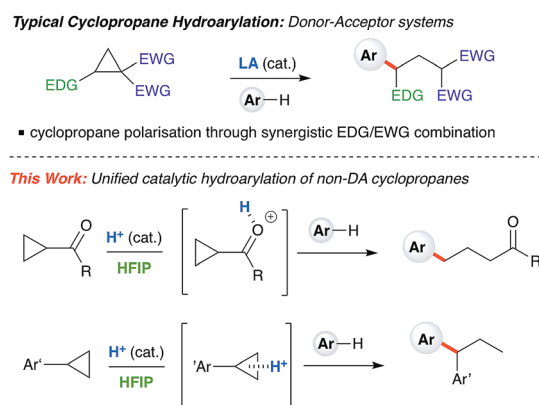 Typical Cyclopropane Hydroarylation: Donor-Acceptor systems
EDG
EWG
EWG
LA (cat.)
Ar–H
Ar
EDG
EWG
EWG
▪ cyclopropane polarisation through synergistic EDG/EWG combination
This Work: Unified catalytic hydroarylation of non-DA cyclopropanes
O
R
H+ (cat.)
HFIP
H
O
⊕
R
Ar–H
Ar
O
R
Ar‘
H+ (cat.)
HFIP
'Ar
H+
Ar–H
Ar
Ar'